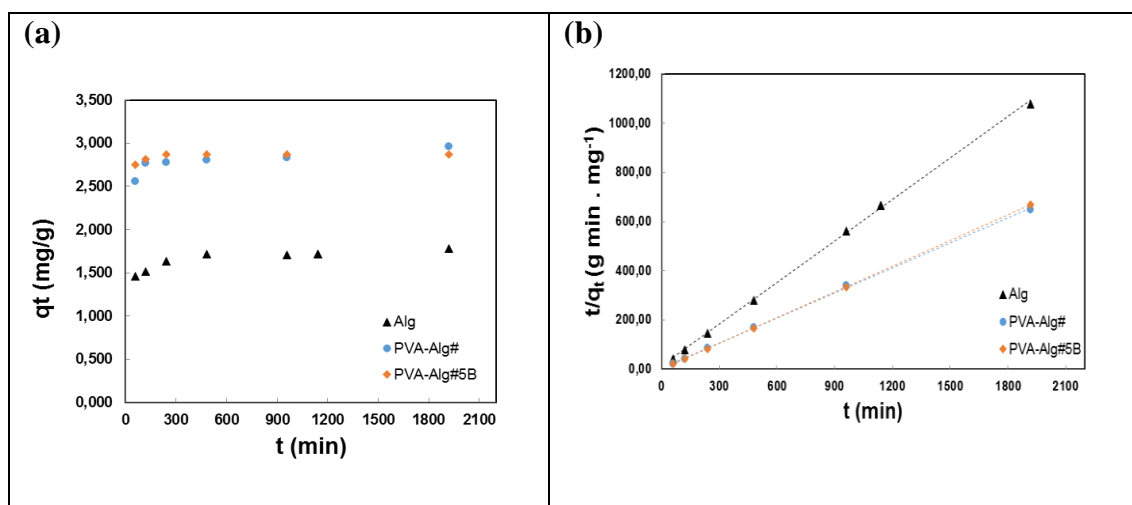 (a)
3,500
3,000
2,500
2,000
1,500
1,000
0,500
0,000
qt (mg/g)
Alg
PVA-Alg#
PVA-Alg#5B
0 300 600 900 1200 1500 1800 2100
t (min)
(b)
1200,00
1000,00
800,00
600,00
400,00
200,00
0,00
t/qt (g min . mg-1)
Alg
PVA-Alg#
PVA-Alg#5B
0 300 600 900 1200 1500 1800 2100
t (min)